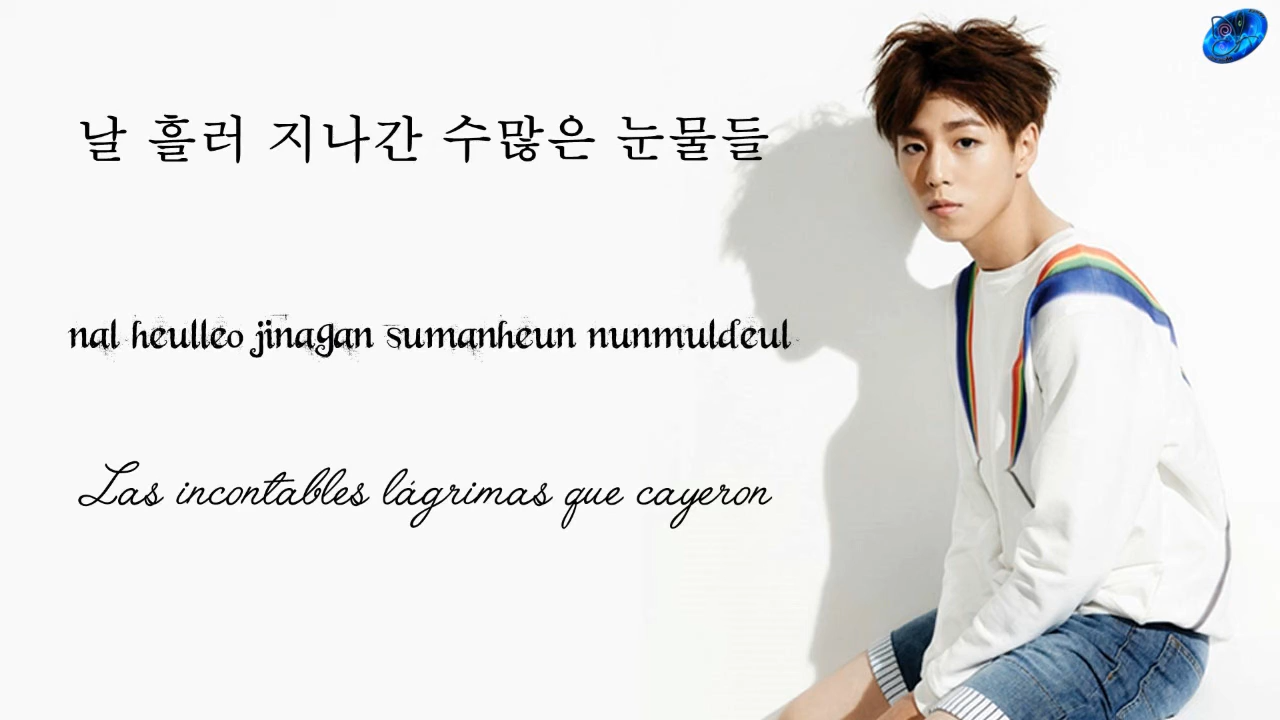 날 흘러 지나간 수많은 눈물들
nal heulleo jinagan sumanheun nunmuldeul
Las incontables lágrimas que cayeron